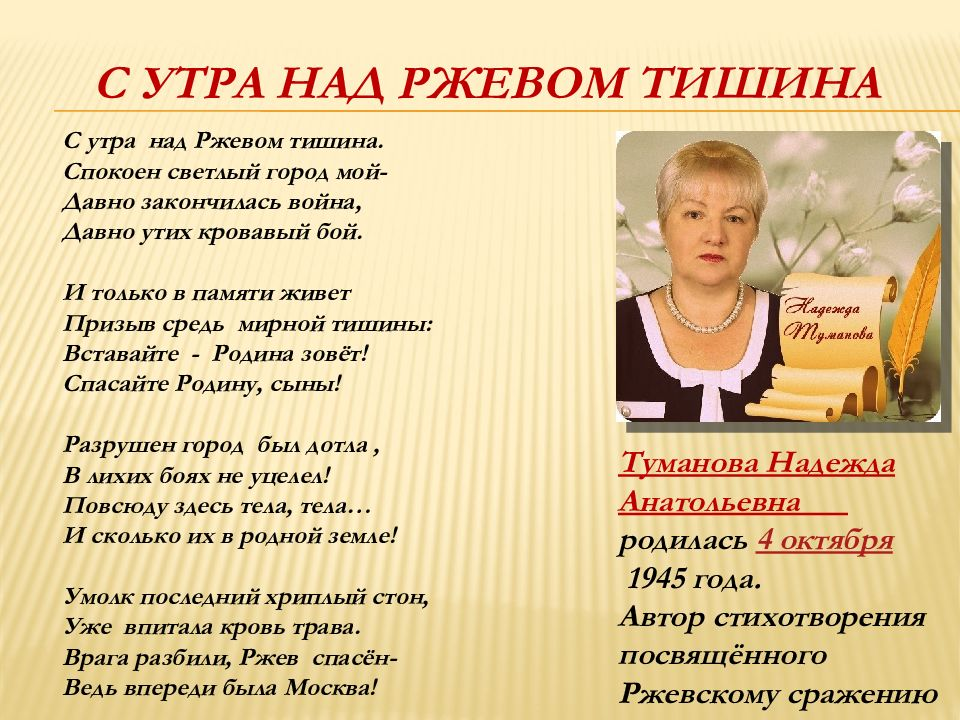 С УТРА НАД РЖЕВОМ ТИШИНА
С утра над Ржевом тишина.
Спокоен светлый город мой-
Давно закончилась война,
Давно утих кровавый бой.
И только в памяти живет
Призыв средь мирной тишины:
Вставайте - Родина зовёт!
Спасайте Родину, сыны!
Разрушен город был дотла ,
В лихих боях не уцелел!
Повсюду здесь тела, тела…
И сколько их в родной земле!
Умолк последний хриплый стон,
Уже впитала кровь трава.
Врага разбили, Ржев спасён-
Ведь впереди была Москва!
Надежда
Туманова
Туманова Надежда
Анатольевна
родилась 4 октября
1945 года.
Автор стихотворения
посвящённого
Ржевскому сражению